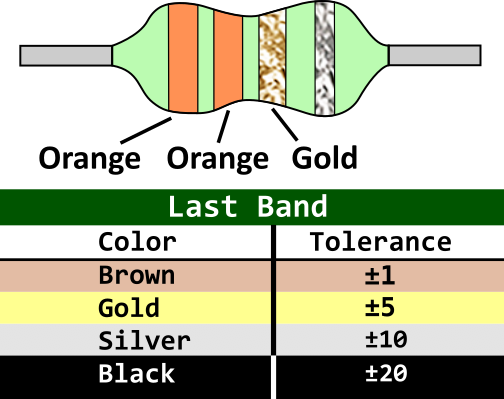 Orange Orange Gold
Last Band
Color Tolerance
Brown ±1
Gold ±5
Silver ±10
Black ±20